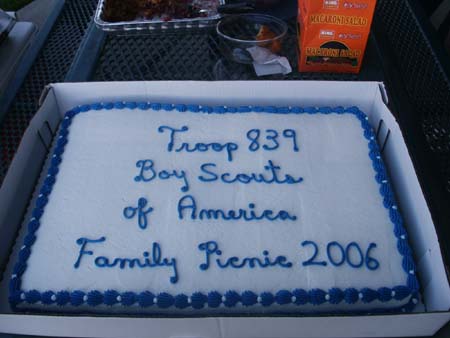 MACARONI SALAD
MACARONI SALAD
Troop 839
Boy Scouts
of America
Family Picnic 2006